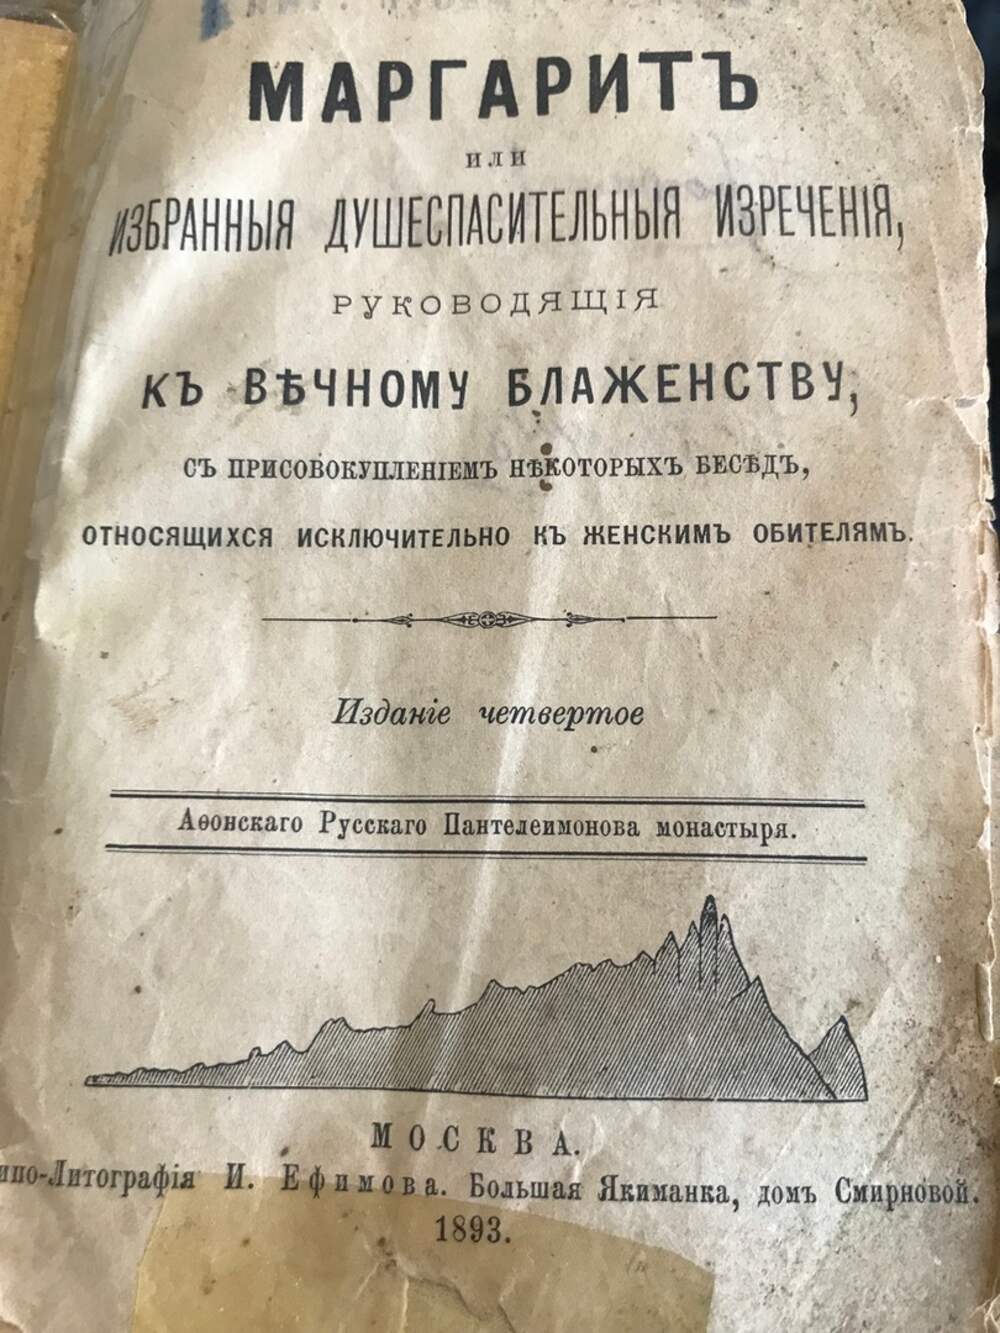 МАРГАРИТЪ
или
ИЗБРАННЫЯ ДУШЕСПАСИТЕЛЬНЫЯ ИЗРЕЧЕНІЯ,
РУКОВОДЯЩІЯ
КЪ ВѢЧНОМУ БЛАЖЕНСТВУ,
СЪ ПРИСОВОКУПЛЕНІЕМЪ НѢКОТОРЫХЪ БЕСѢДЪ,
ОТНОСЯЩИХСЯ ИСКЛЮЧИТЕЛЬНО КЪ ЖЕНСКИМЪ ОБИТЕЛЯМЪ.
Изданіе четвертое
Аѳонскаго Русскаго Пантелеимонова монастыря.
МОСКВА.
ипо-Литографія И. Ефимова. Большая Якиманка, домъ Смирновой.
1893.